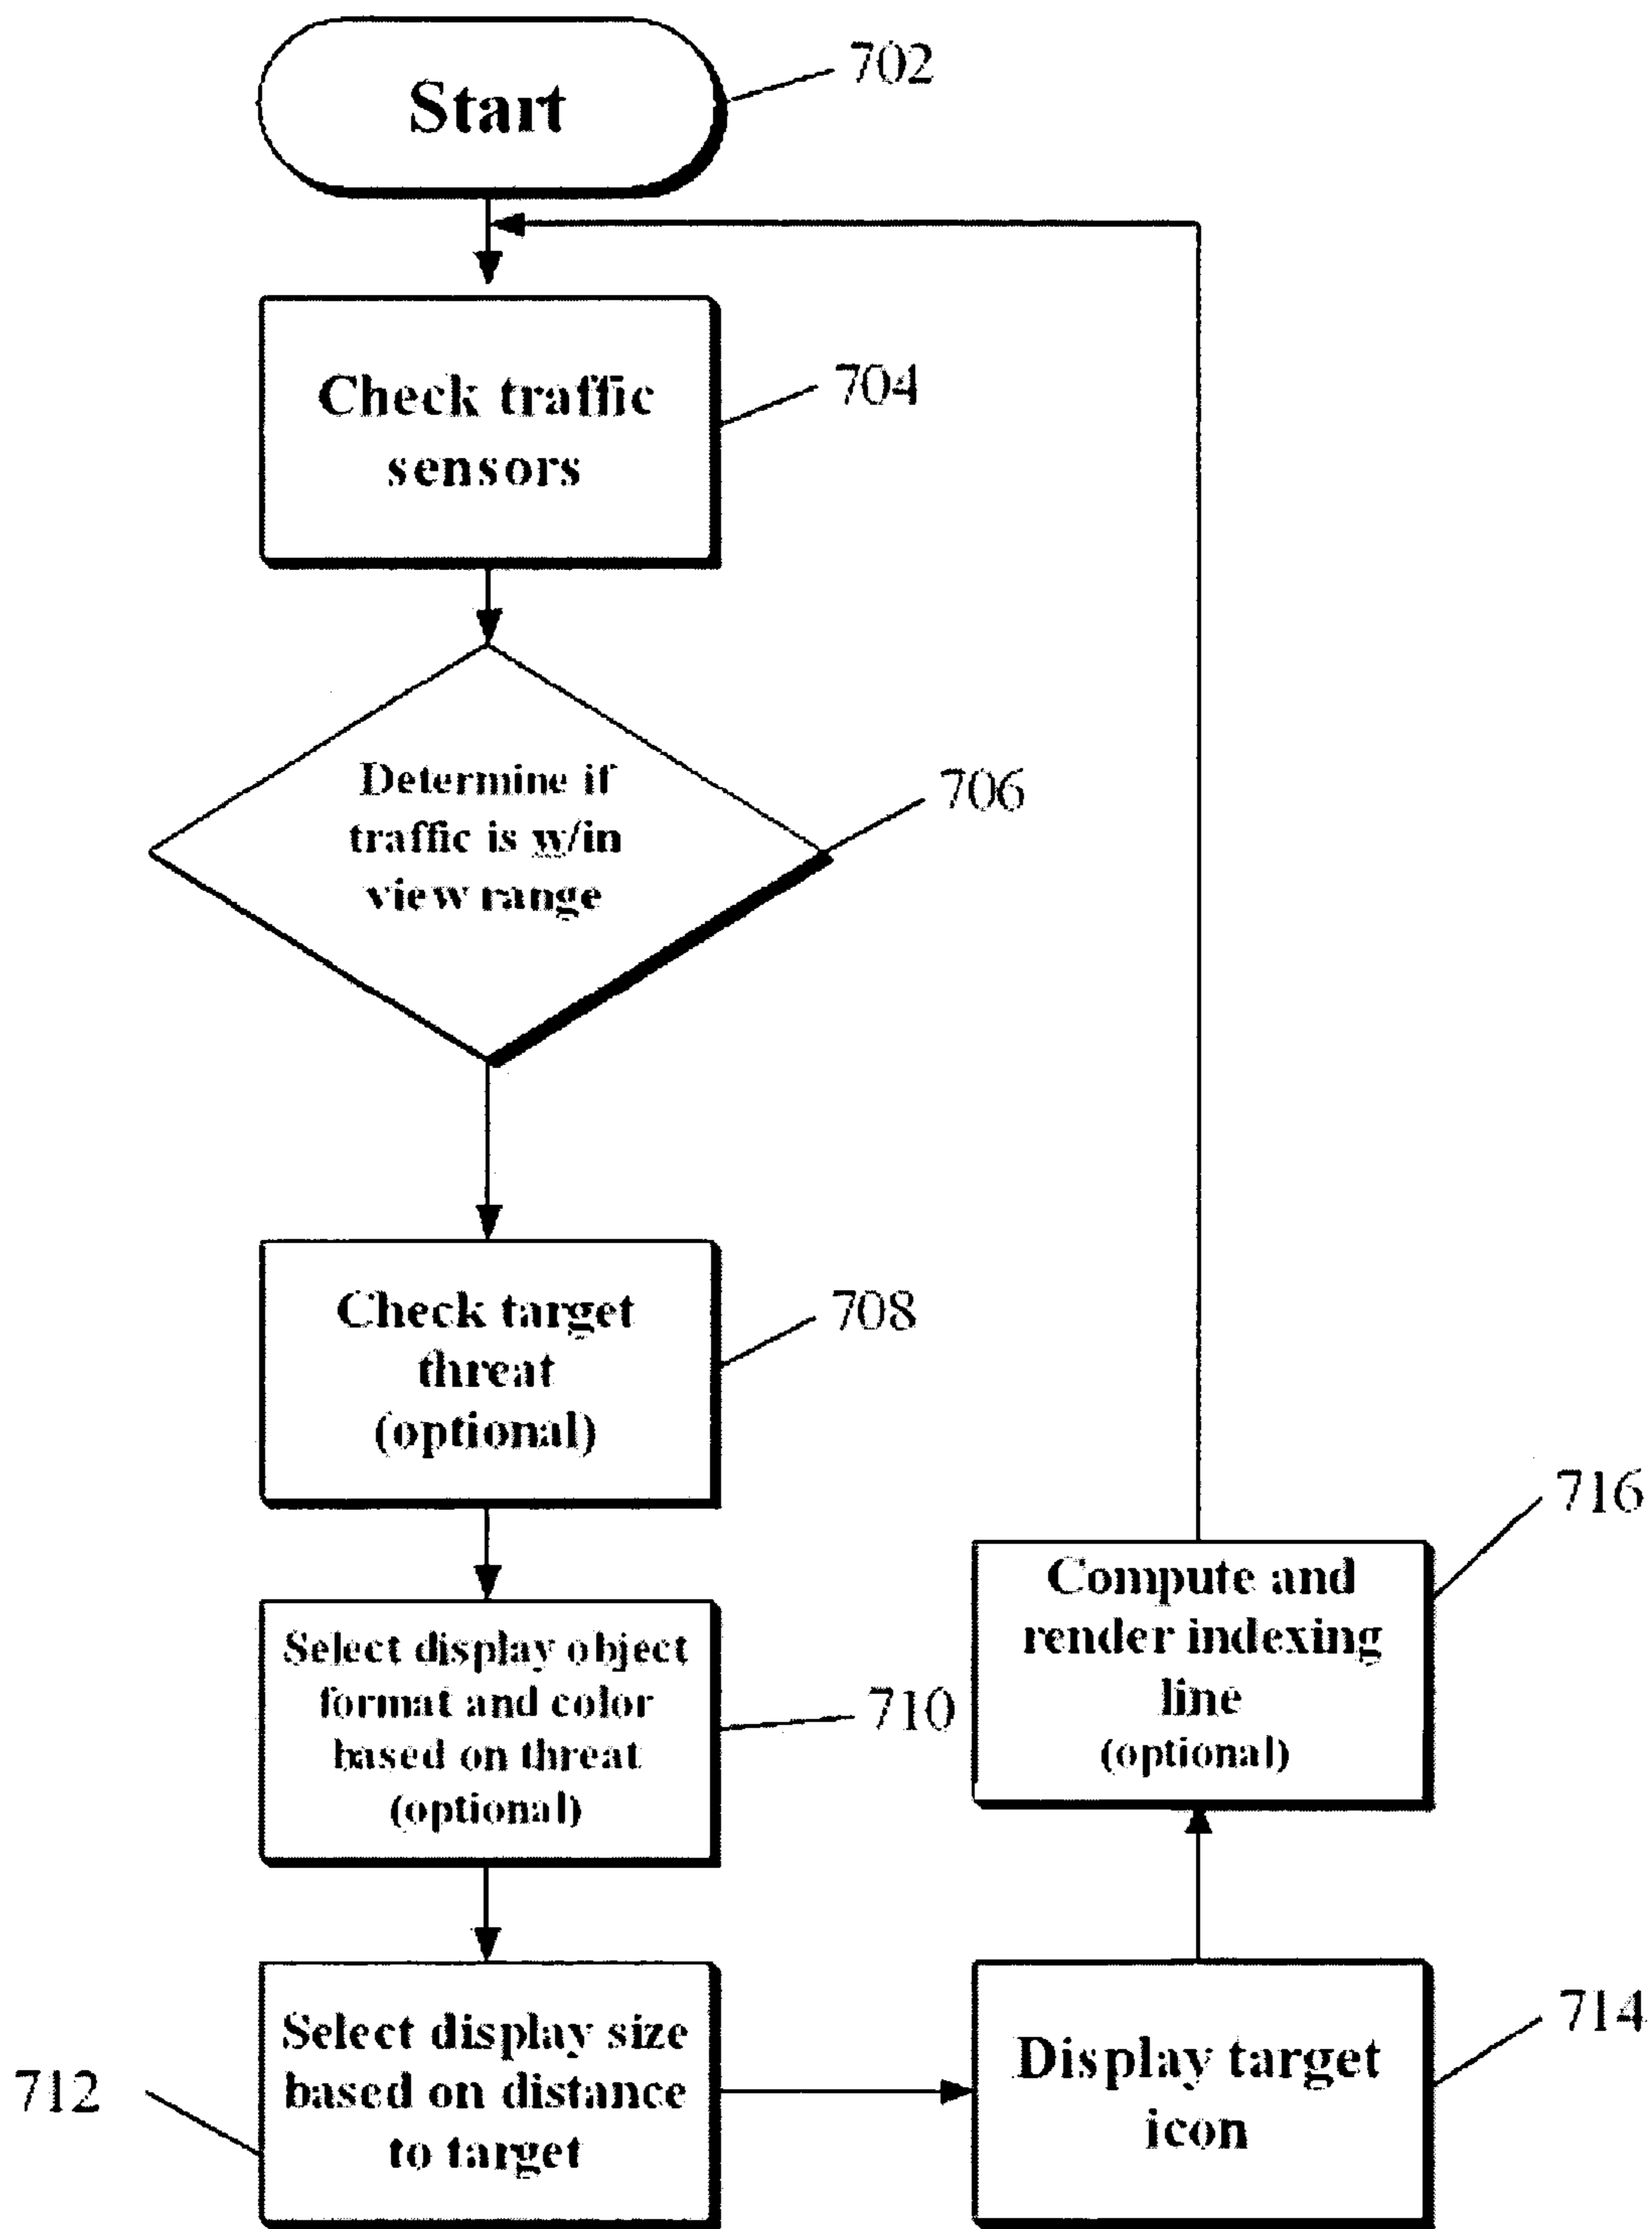 Start
702
Check traffic
sensors
704
Determine if
traffic is w/in
view range
706
Check target
threat
(optional)
708
Select display object
format and color
based on threat
(optional)
710
Select display size
based on distance
to target
712
Display target
icon
714
Compute and
render indexing
line
(optional)
716